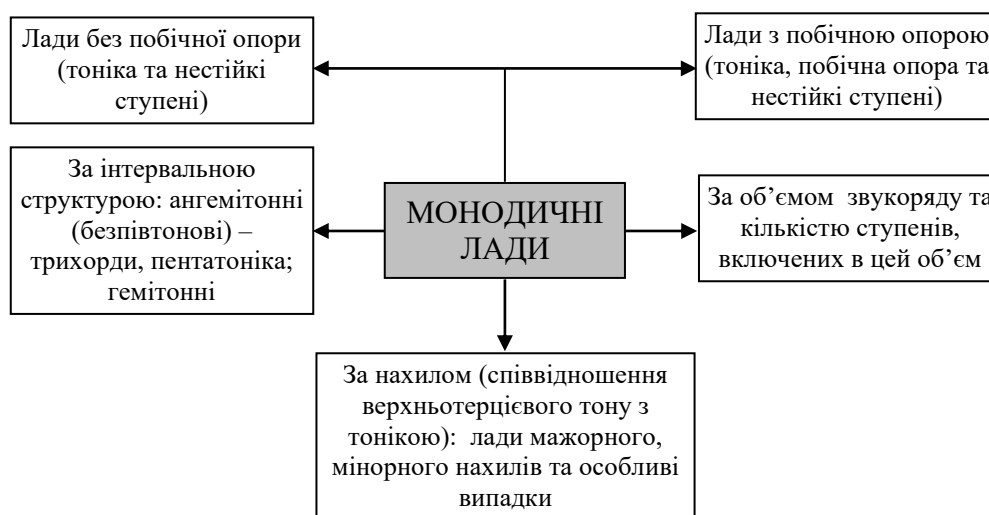 Лади без побічної опори
(тоніка та нестійкі
ступені)
Лади з побічною опорою
(тоніка, побічна опора та
нестійкі ступені)
За інтервальною
структурою: ангемітонні
(безпівтонові) –
трихорди, пентатоніка;
гемітонні
МОНОДИЧНІ
ЛАДИ
За об’ємом звукоряду та
кількістю ступенів,
включених в цей об’єм
За нахилом (співвідношення
верхньотерцієвого тону з
тонікою): лади мажорного,
мінорного нахилів та особливі
випадки